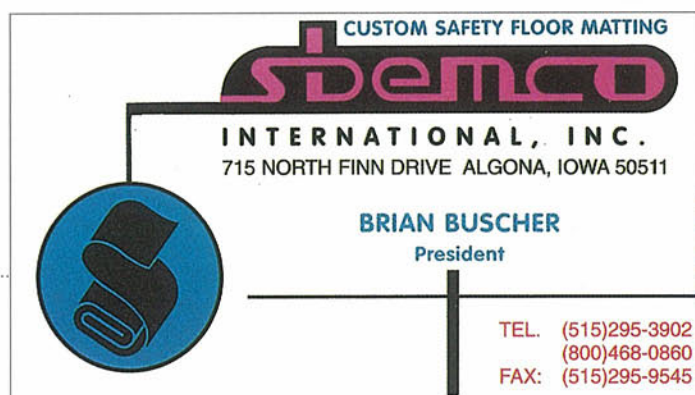 CUSTOM SAFETY FLOOR MATTING
sbemco
INTERNATIONAL, INC.
715 NORTH FINN DRIVE ALGONA, IOWA 50511
BRIAN BUSCHER
President
TEL. (515)295-3902
(800)468-0860
FAX: (515)295-9545